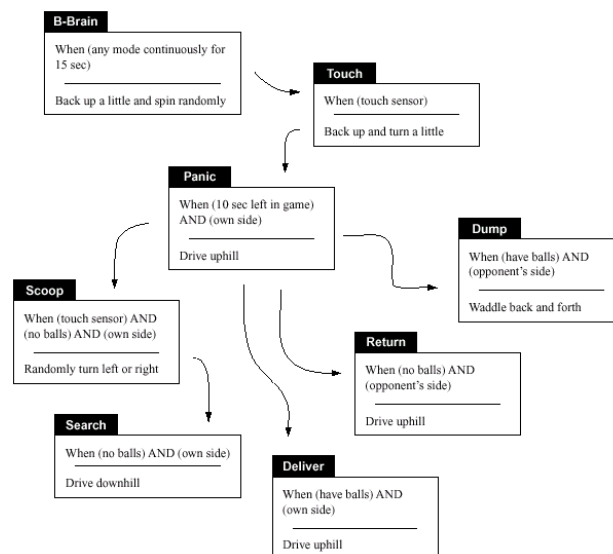 B-Brain
When (any mode continuously for
15 sec)
Back up a little and spin randomly
Touch
When (touch sensor)
Back up and turn a little
Panic
When (10 sec left in game)
AND (own side)
Drive uphill
Dump
When (have balls) AND
(opponent's side)
Waddle back and forth
Scoop
When (touch sensor) AND
(no balls) AND (own side)
Randomly turn left or right
Return
When (no balls) AND
(opponent's side)
Drive uphill
Search
When (no balls) AND (own side)
Drive downhill
Deliver
When (have balls) AND
(own side)
Drive uphill